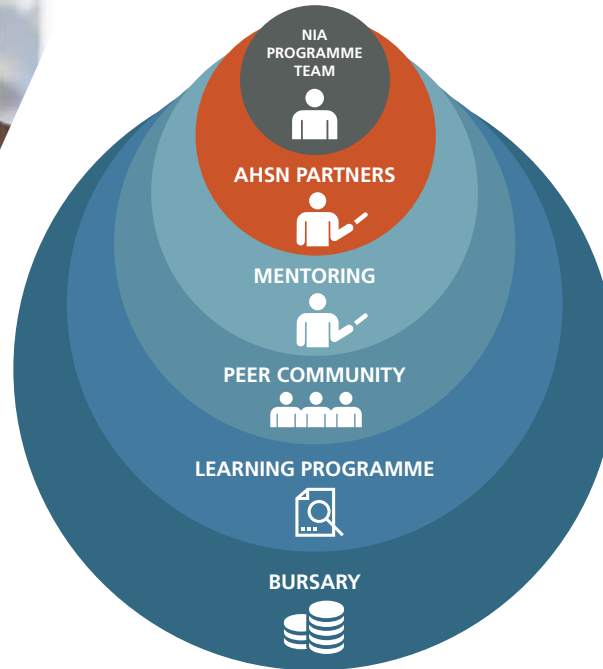 NIA
PROGRAMME
TEAM
AHSN PARTNERS
MENTORING
PEER COMMUNITY
LEARNING PROGRAMME
BURSARY